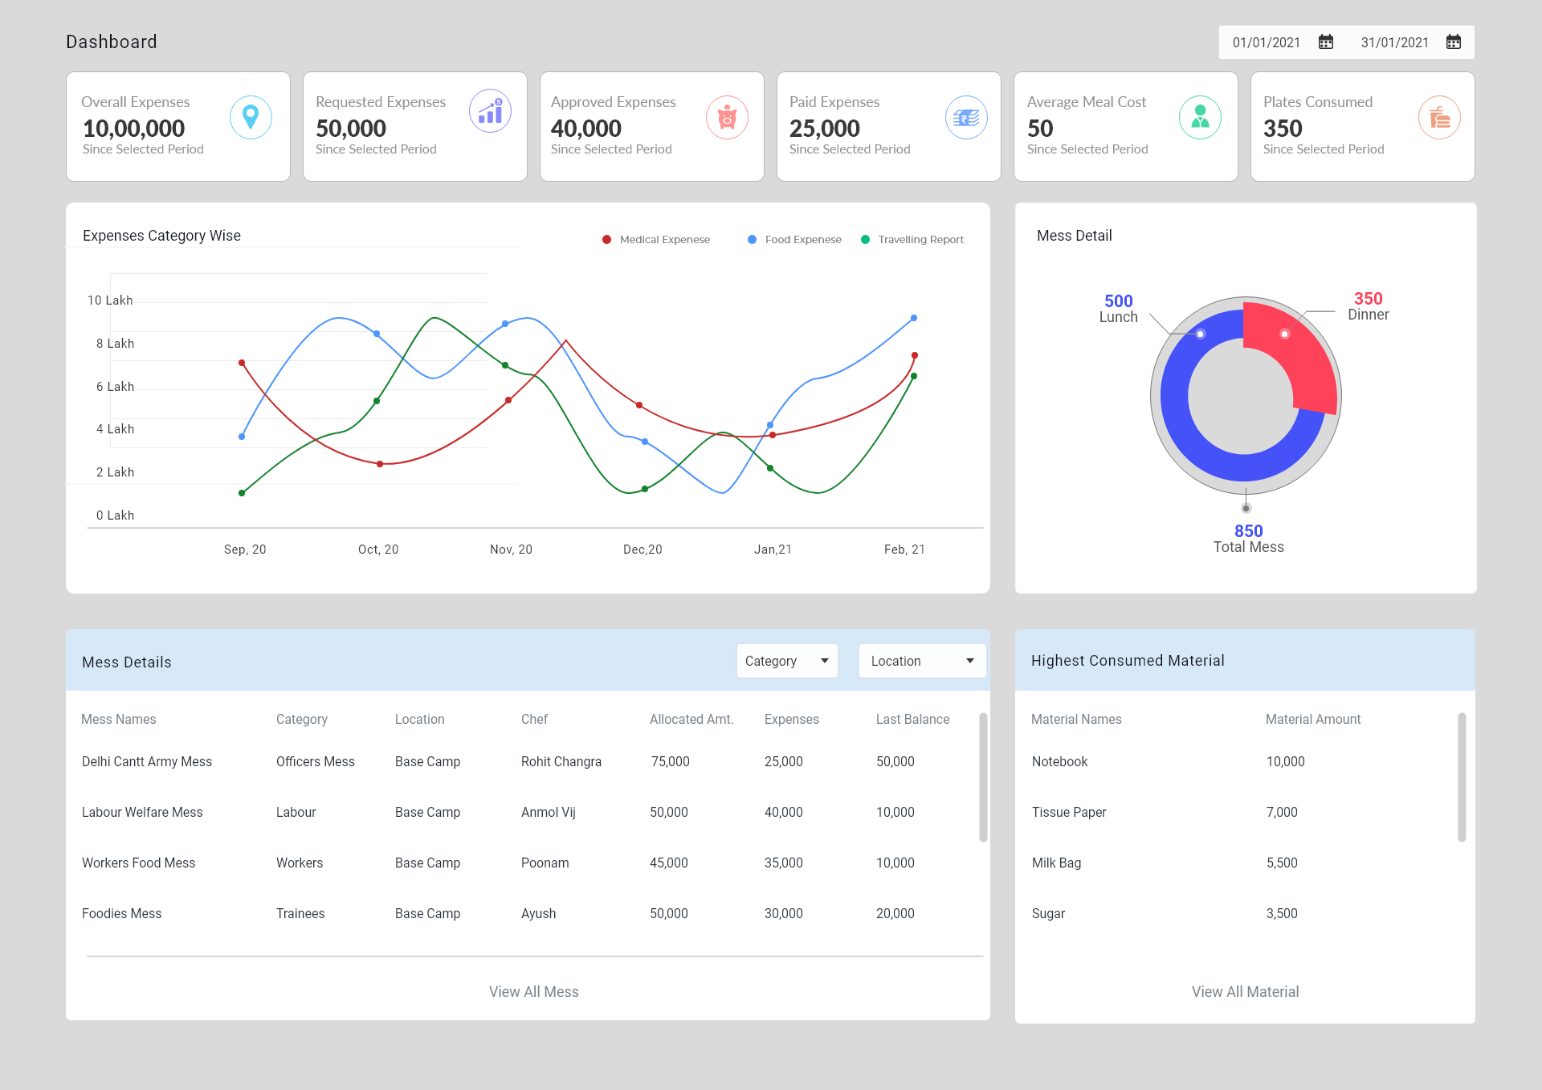 Dashboard
01/01/2021 31/01/2021
Overall Expenses
10,00,000
Since Selected Period
Requested Expenses
50,000
Since Selected Period
Approved Expenses
40,000
Since Selected Period
Paid Expenses
25,000
Since Selected Period
Average Meal Cost
50
Since Selected Period
Plates Consumed
350
Since Selected Period
Expenses Category Wise
Medical Expenese Food Expenese Travelling Report
10 Lakh
8 Lakh
6 Lakh
4 Lakh
2 Lakh
0 Lakh
Sep, 20 Oct, 20 Nov, 20 Dec,20 Jan,21 Feb, 21
Mess Detail
500
Lunch
350
Dinner
850
Total Mess
Mess Details
Category Location
Mess Names Category Location Chef Allocated Amt. Expenses Last Balance
Delhi Cantt Army Mess Officers Mess Base Camp Rohit Changra 75,000 25,000 50,000
Labour Welfare Mess Labour Base Camp Anmol Vij 50,000 40,000 10,000
Workers Food Mess Workers Base Camp Poonam 45,000 35,000 10,000
Foodies Mess Trainees Base Camp Ayush 50,000 30,000 20,000
View All Mess
Highest Consumed Material
Material Names Material Amount
Notebook 10,000
Tissue Paper 7,000
Milk Bag 5,500
Sugar 3,500
View All Material